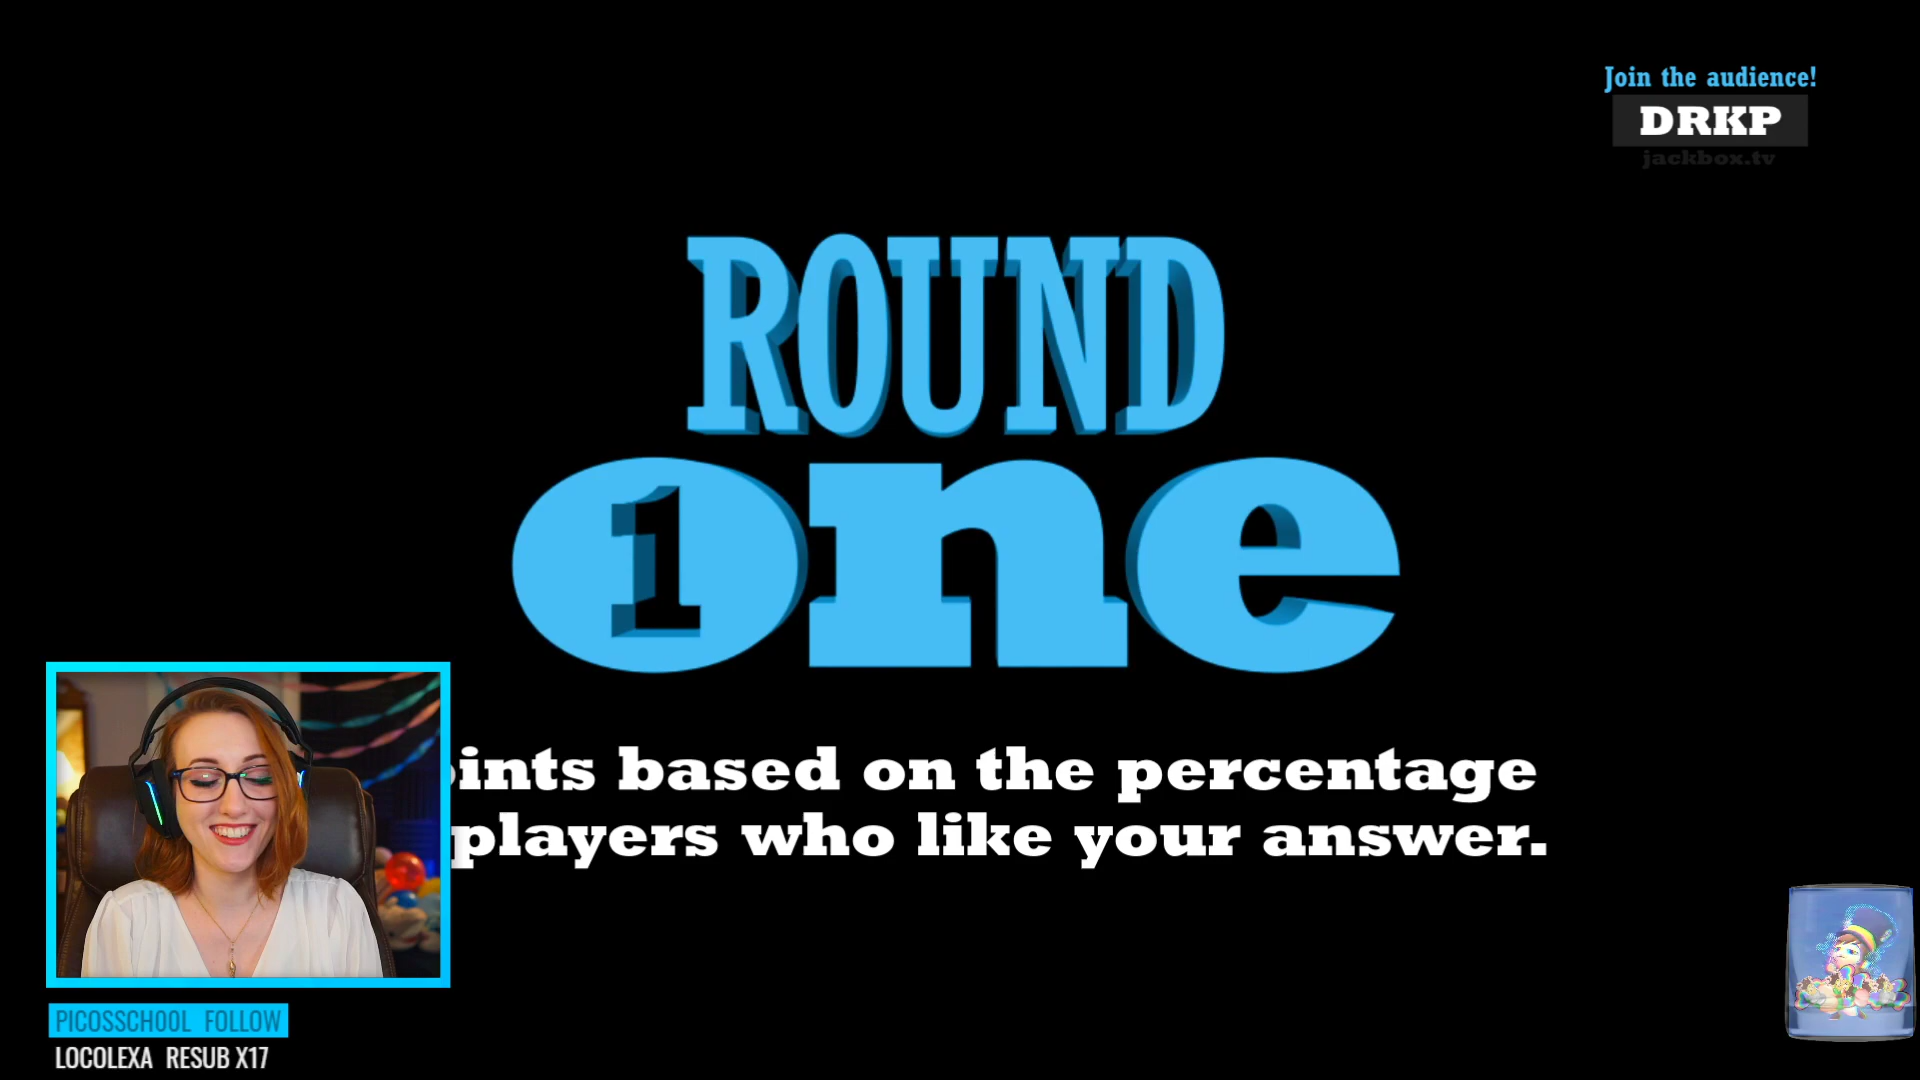 Join the audience!
DRKP
jackbox.tv
ROUND
One
1
ints based on the percentage
players who like your answer.
PICOSSCHOOL FOLLOW
LOCOLEXA RESUB X17